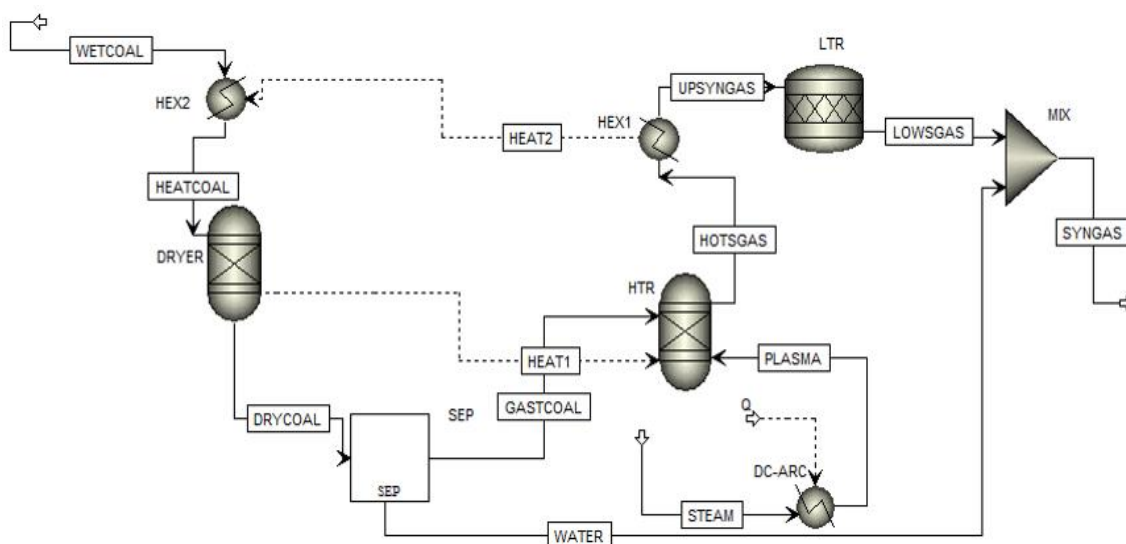 LTR
WETCOAL
UPSYNGAS
HEX2
HEX1
MIX
HEAT2
LOWSGAS
HEATCOAL
SYNGAS
HOTSGAS
DRYER
HTR
HEAT1
PLASMA
GASTCOAL
Q
DRYCOAL
SEP
DC-ARC
SEP
STEAM
WATER